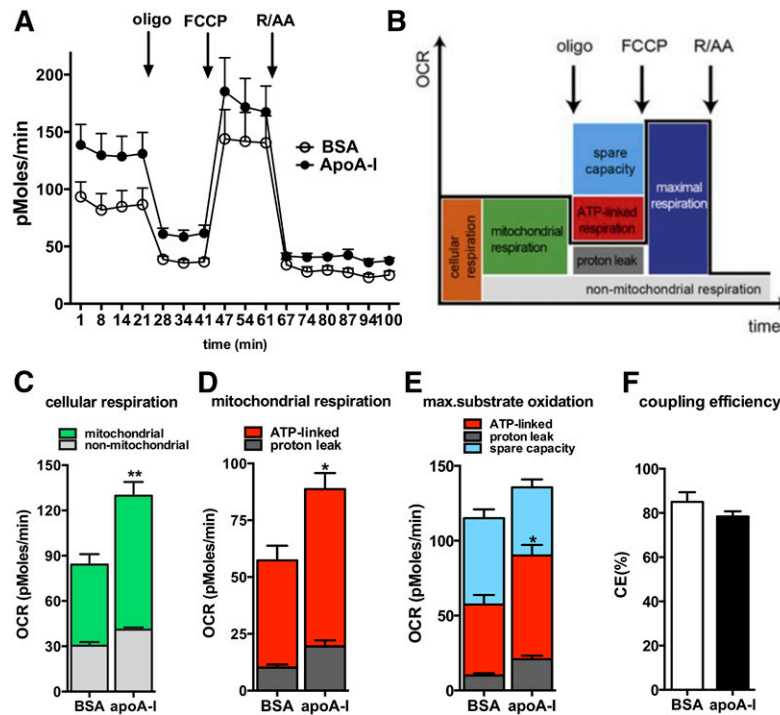 A
oligo FCCP R/AA
pMoles/min
200
150
100
50
0
BSA
ApoA-I
1 8 14 21 28 34 41 47 54 61 67 74 80 87 94 100
time (min)
B
OCR
oligo FCCP R/AA
spare
capacity
ATP-linked
respiration
proton leak
maximal
respiration
mitochondrial
respiration
cellular
respiration
non-mitochondrial respiration
time
C
cellular respiration
mitochondrial
non-mitochondrial
OCR (pMoles/min)
150
120
90
60
30
0
**
BSA apoA-I
D
mitochondrial respiration
ATP-linked
proton leak
OCR (pMoles/min)
100
75
50
25
0
*
BSA apoA-I
E
max.substrate oxidation
ATP-linked
proton leak
spare capacity
OCR (pMoles/min)
150
100
50
0
*
BSA apoA-I
F
coupling efficiency
CE(%)
100
80
60
40
20
0
BSA apoA-I